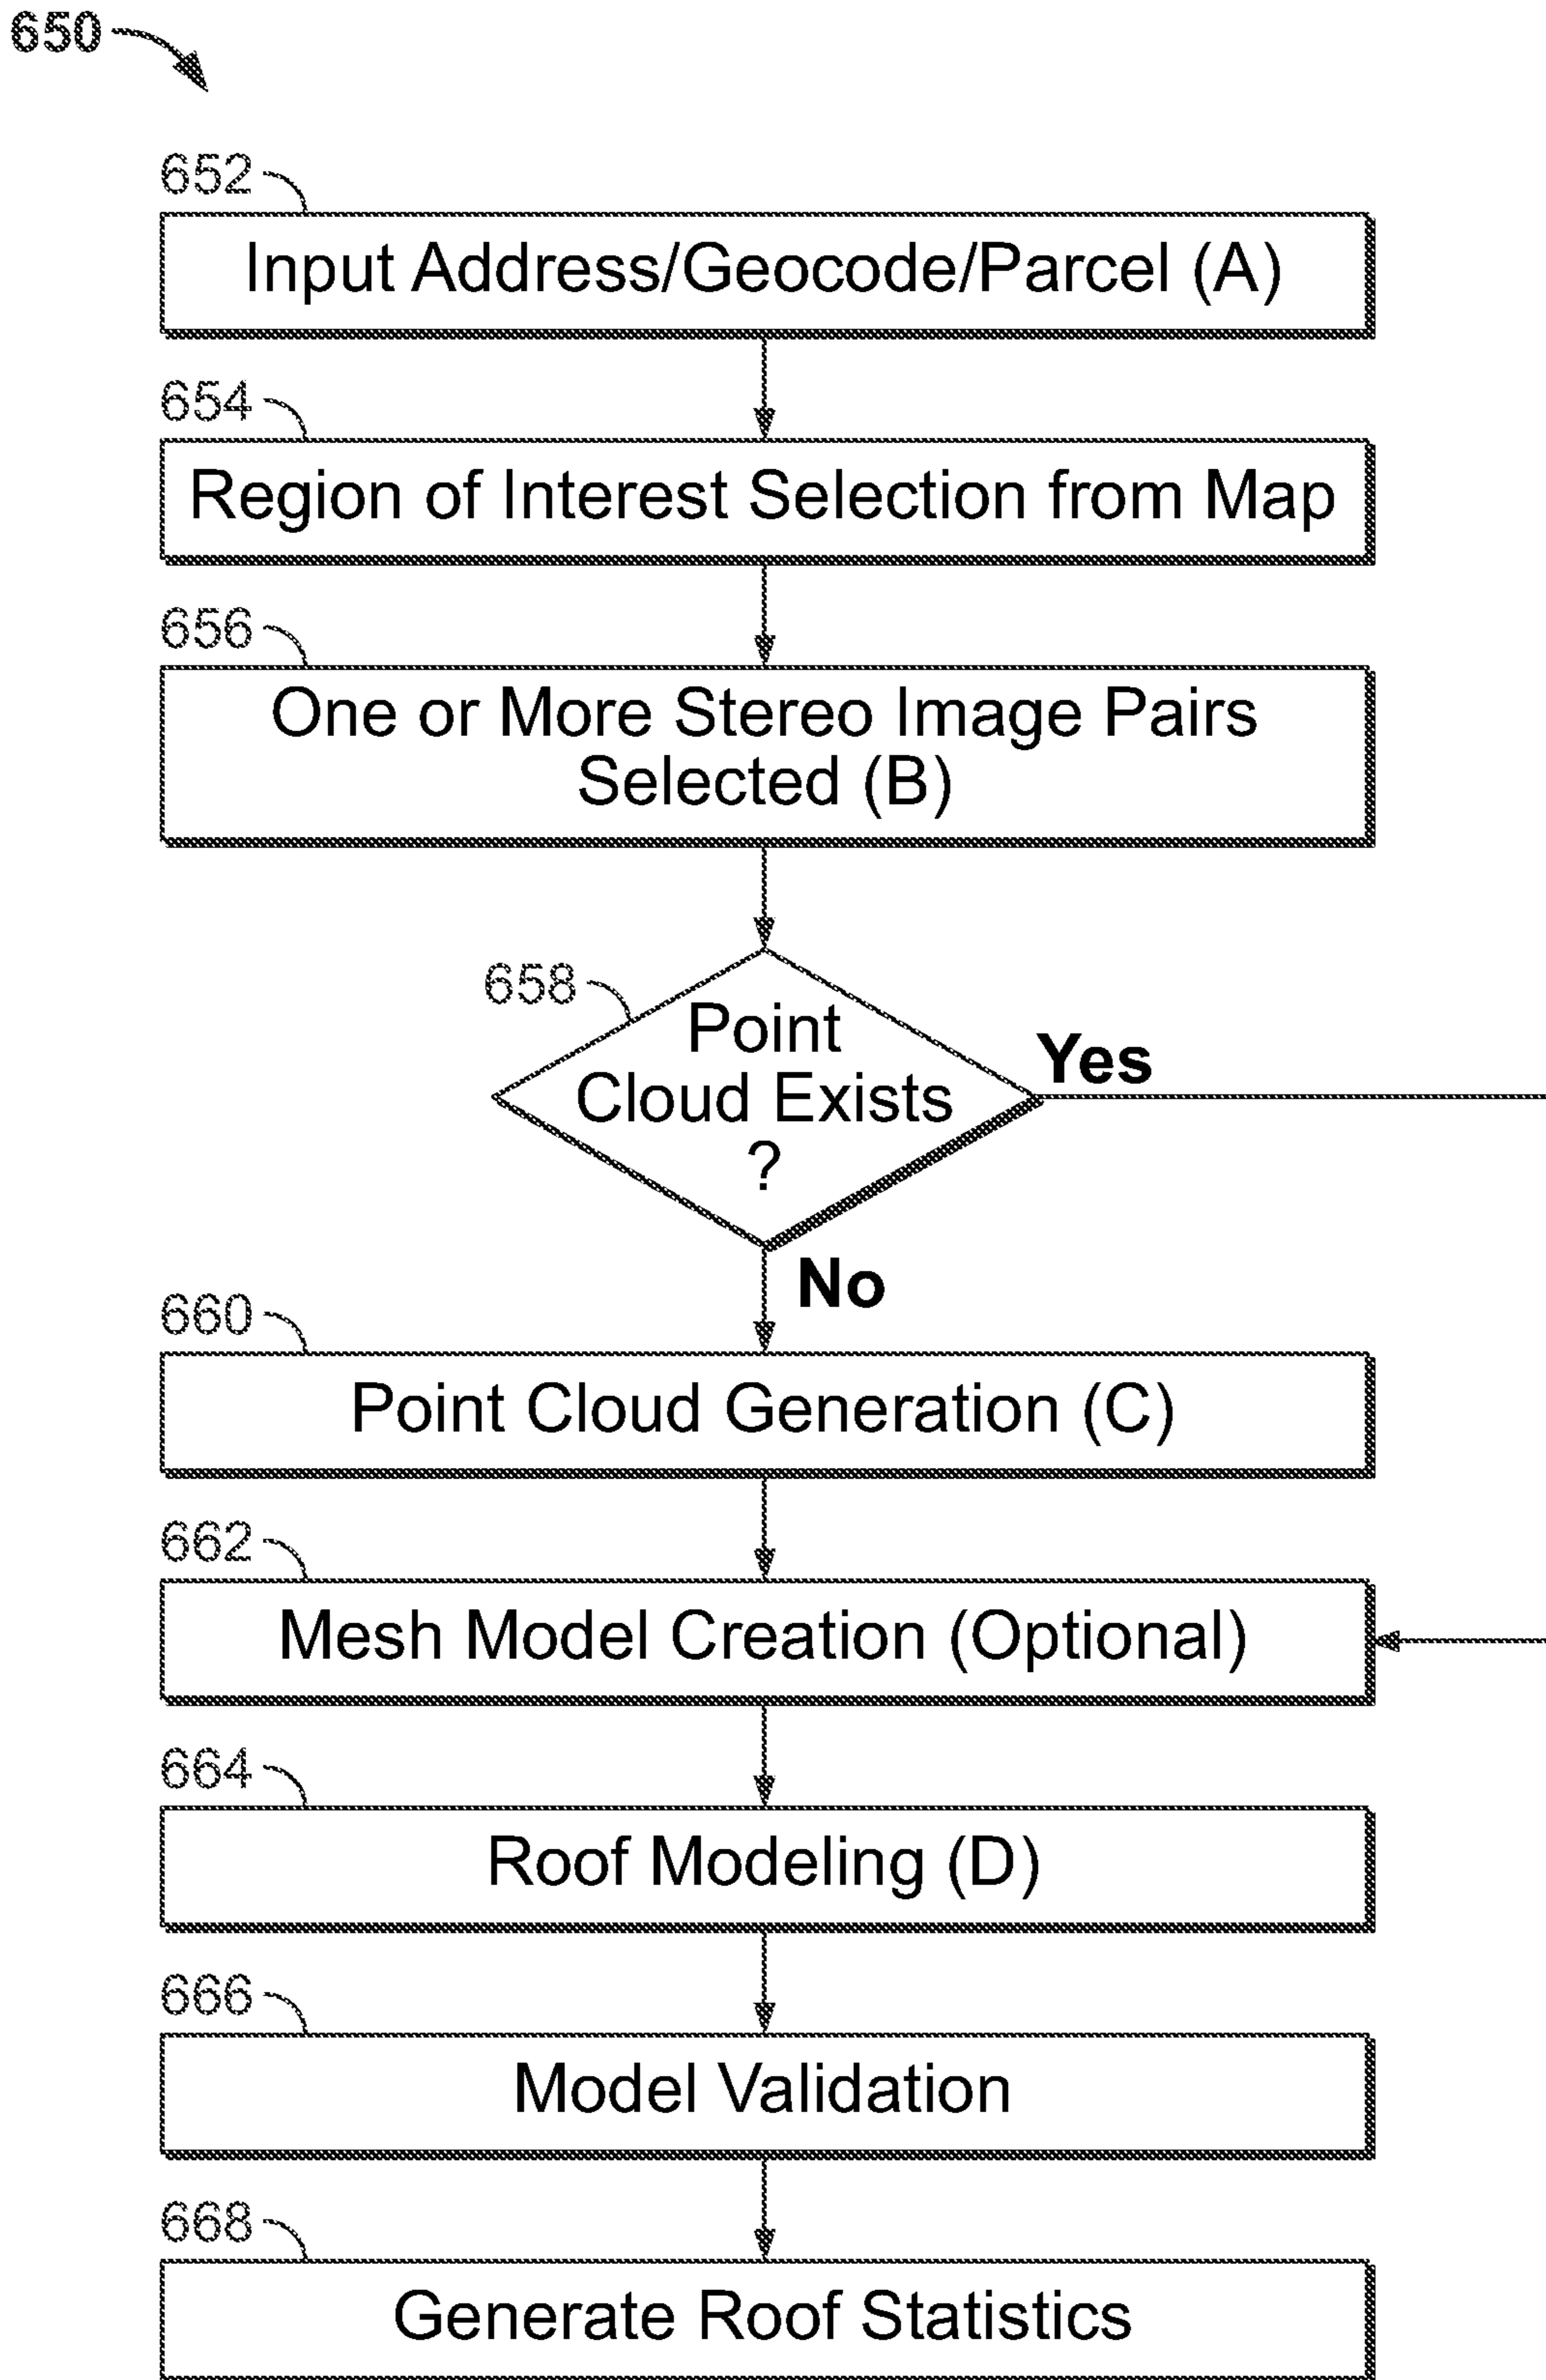 650
652
Input Address/Geocode/Parcel (A)
654
Region of Interest Selection from Map
656
One or More Stereo Image Pairs
Selected (B)
658
Point
Cloud Exists
?
Yes
No
660
Point Cloud Generation (C)
662
Mesh Model Creation (Optional)
664
Roof Modeling (D)
666
Model Validation
668
Generate Roof Statistics